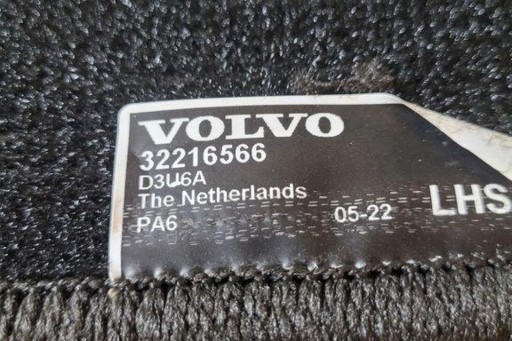 VOLVO
32216566
D3U6A
The Netherlands
PA6 05-22 LHS